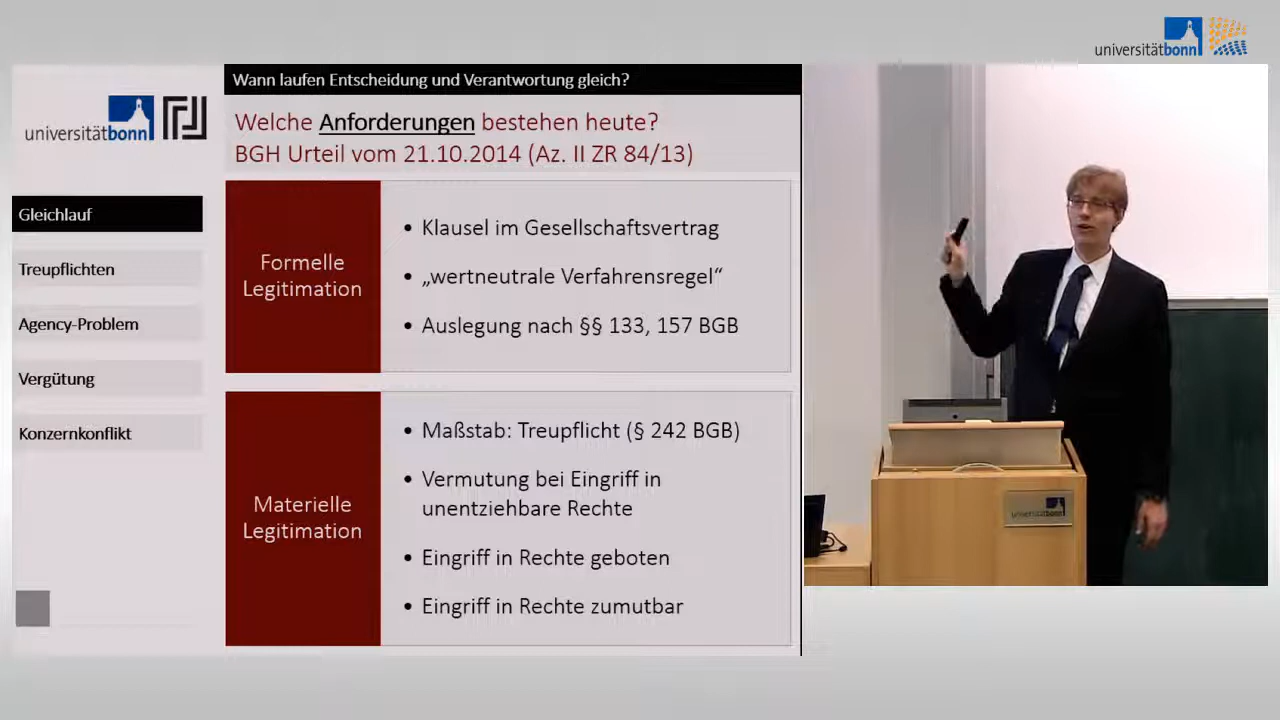 universitätbonn
Wann laufen Entscheidung und Verantwortung gleich?
universitätbonn
Welche Anforderungen bestehen heute?
BGH Urteil vom 21.10.2014 (Az. II ZR 84/13)
Gleichlauf
Treupflichten
Agency-Problem
Vergütung
Konzernkonflikt
Formelle
Legitimation
• Klausel im Gesellschaftsvertrag
• „wertneutrale Verfahrensregel“
• Auslegung nach §§ 133, 157 BGB
Materielle
Legitimation
• Maßstab: Treupflicht (§ 242 BGB)
• Vermutung bei Eingriff in
unentziehbare Rechte
• Eingriff in Rechte geboten
• Eingriff in Rechte zumutbar
universitätbonn